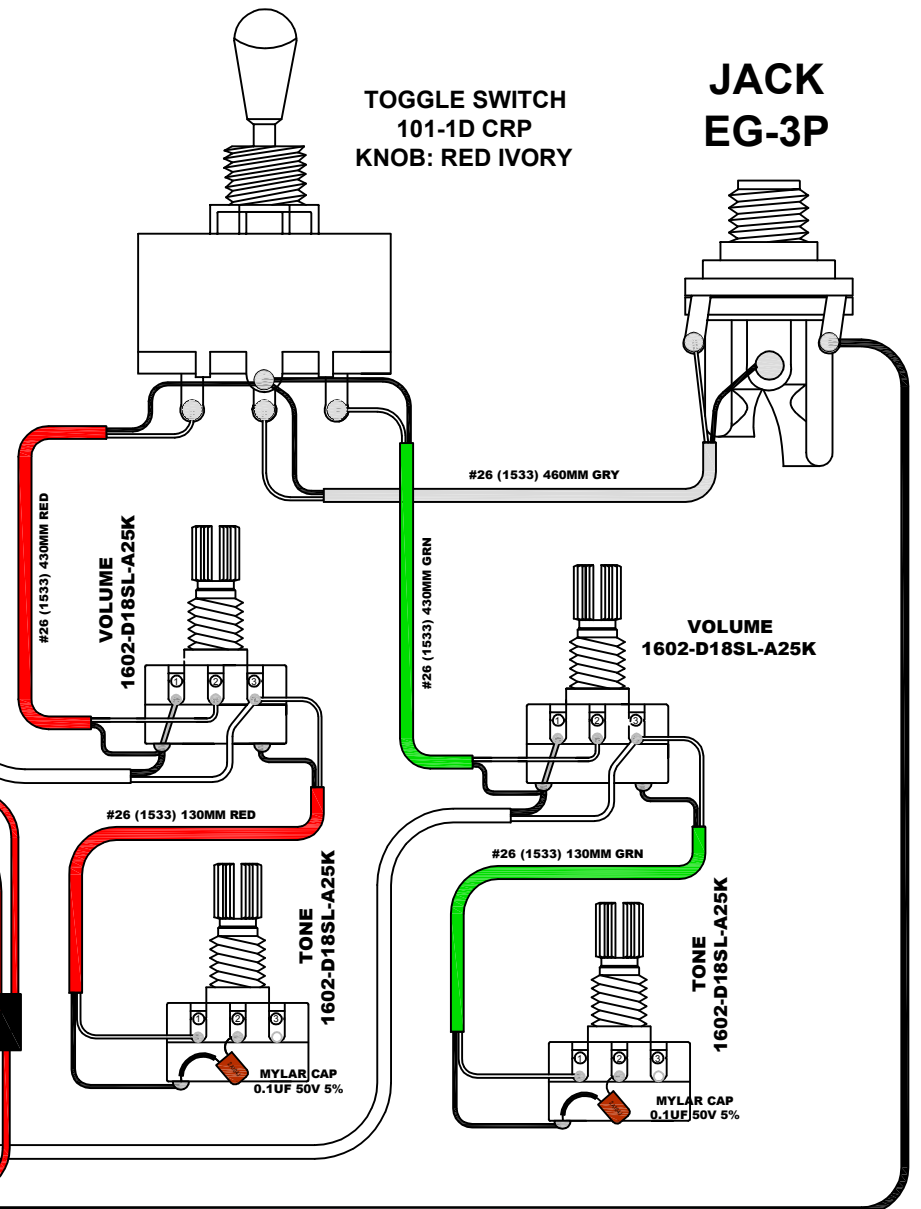 TOGGLE SWITCH
101-1D CRP
KNOB: RED IVORY
JACK
EG-3P
#26 (1533) 460MM GRY
#26 (1533) 430MM RED
VOLUME
1602-D18SL-A25K
1
2
3
#26 (1533) 430MM GRN
VOLUME
1602-D18SL-A25K
1
2
3
#26 (1533) 130MM RED
#26 (1533) 130MM GRN
TONE
1602-D18SL-A25K
1
2
3
MYLAR CAP
0.1UF 50V 5%
TONE
1602-D18SL-A25K
1
2
3
MYLAR CAP
0.1UF 50V 5%